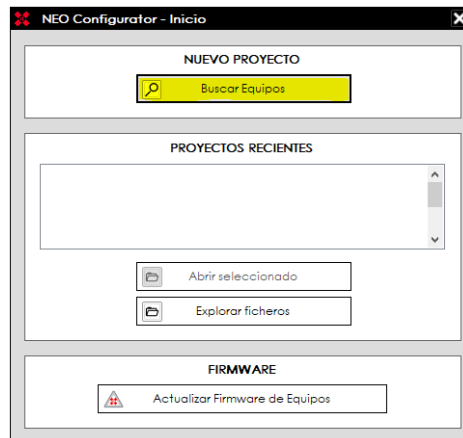 NEO Configurator - Inicio
NUEVO PROYECTO
Buscar Equipos
PROYECTOS RECIENTES
Abrir seleccionado
Explorar ficheros
FIRMWARE
Actualizar Firmware de Equipos